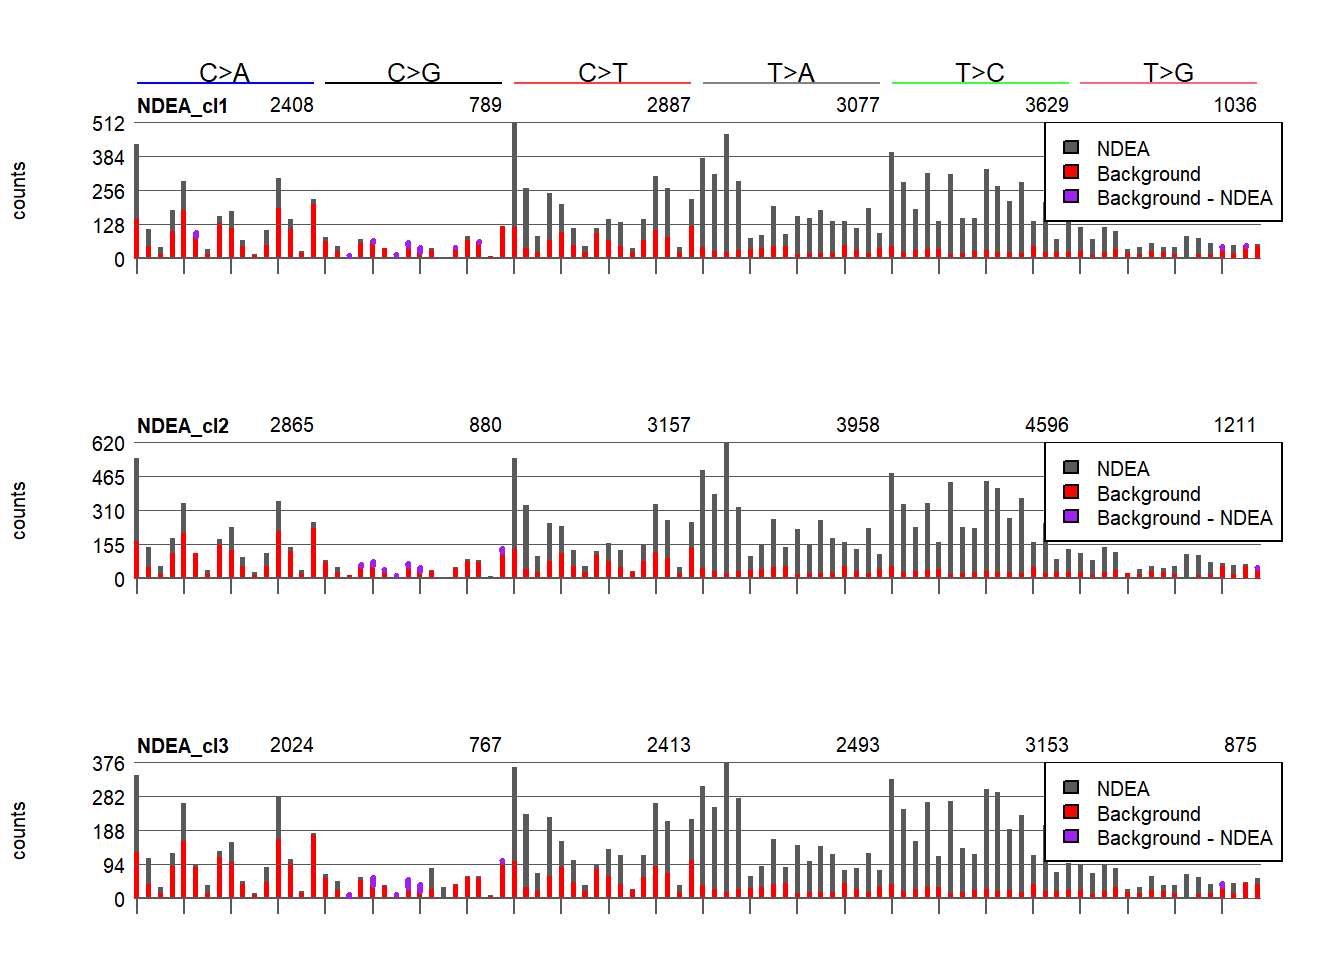 C>A C>G C>T T>A T>C T>G
NDEA_cl1 2408 789 2887 3077 3629 1036
512
384
256
128
0
counts
NDEA
Background
Background - NDEA
NDEA_cl2 2865 880 3157 3958 4596 1211
620
465
310
155
0
counts
NDEA
Background
Background - NDEA
NDEA_cl3 2024 767 2413 2493 3153 875
376
282
188
94
0
counts
NDEA
Background
Background - NDEA